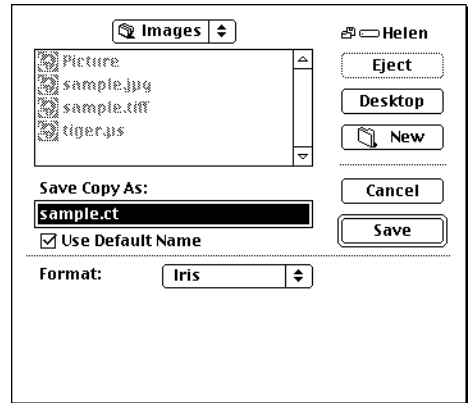 Images
Helen
Picture
sample.jpg
sample.tiff
tiger.ps
Eject
Desktop
New
Save Copy As:
sample.ct
Use Default Name
Cancel
Save
Format:
Iris